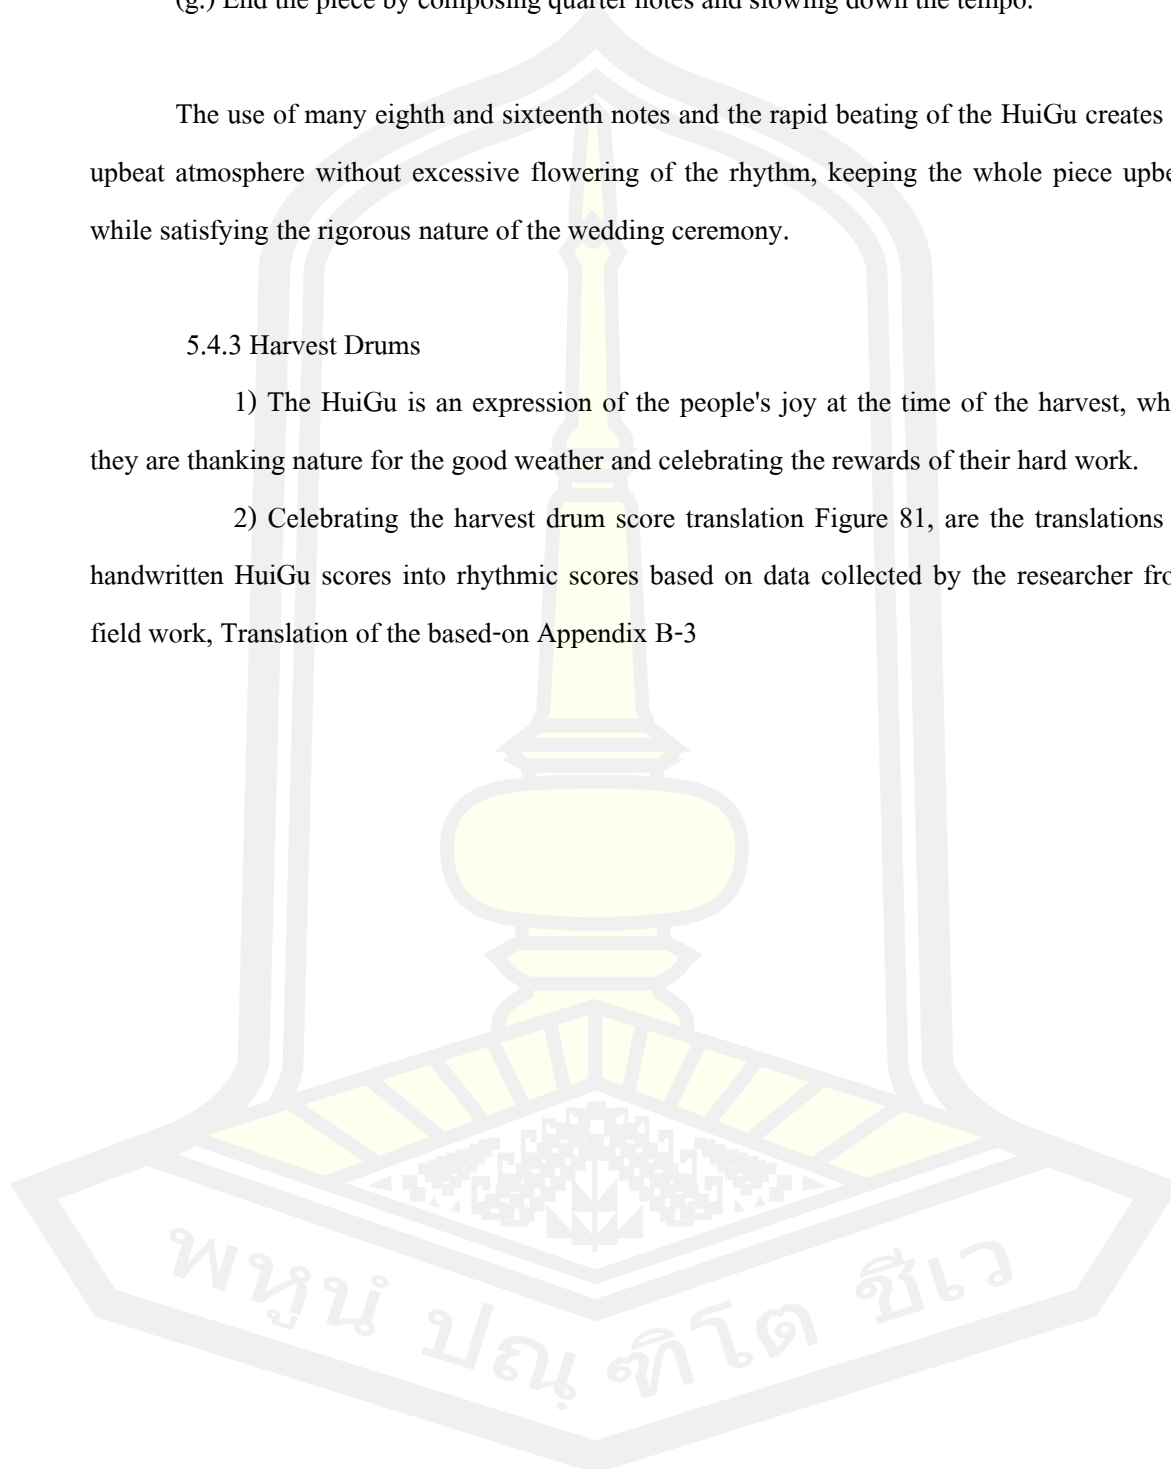 (g.) End the piece by composing quarter notes and slowing down the tempo.
The use of many eighth and sixteenth notes and the rapid beating of the HuiGu creates
upbeat atmosphere without excessive flowering of the rhythm, keeping the whole piece
while satisfying the rigorous nature of the wedding ceremony.
5.4.3 Harvest Drums
1) The HuiGu is an expression of the people's joy at the time of the harvest,
they are thanking nature for the good weather and celebrating the rewards of their hard work.
2) Celebrating the harvest drum score translation Figure 81, are the translations
handwritten HuiGu scores into rhythmic scores based on data collected by the researcher
field work, Translation of the based-on Appendix B-3
พหูนํ ปณฺฑิโต ชีเว